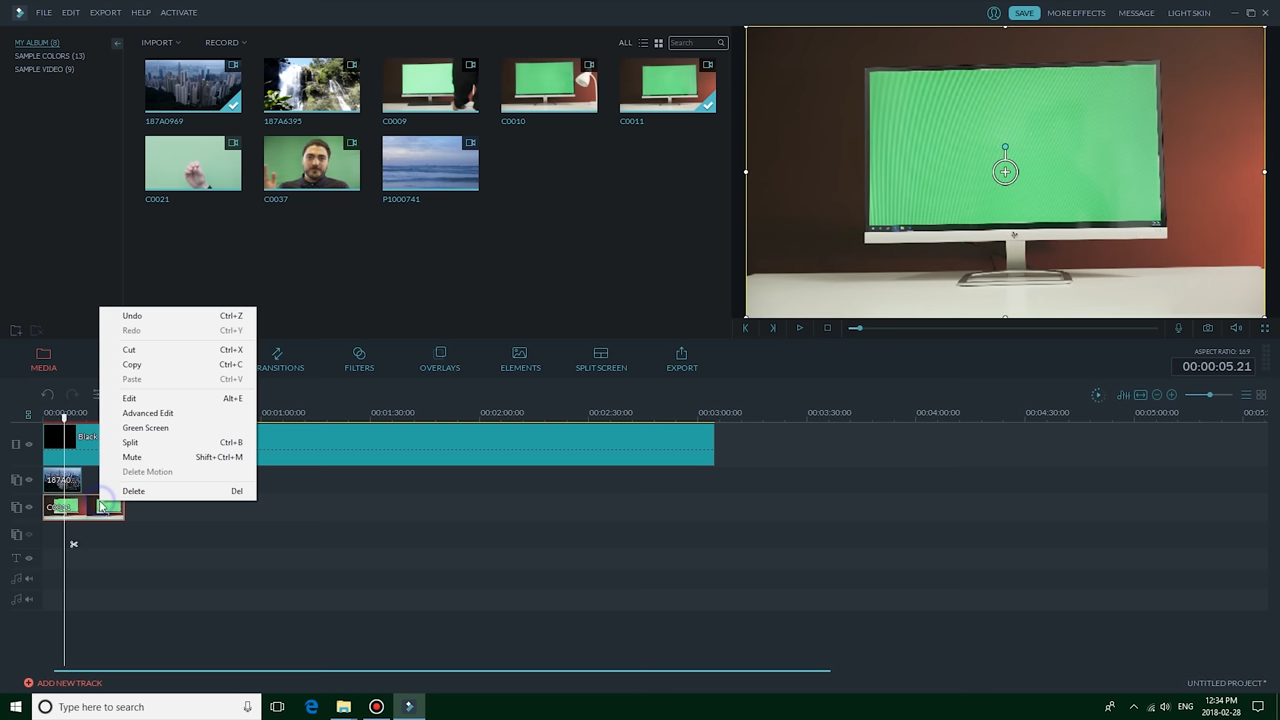 FILE EDIT EXPORT HELP ACTIVATE
SAVE MORE EFFECTS MESSAGE LIGHT SKIN
MY ALBUM (8)
SAMPLE COLORS (13)
SAMPLE VIDEO (9)
IMPORT RECORD ALL Search
187A0969 187A6395 C0009 C0010 C0011
C0021 C0037 P1000741
Undo Ctrl+Z
Redo Ctrl+Y
Cut Ctrl+X
Copy Ctrl+C
Paste Ctrl+V
Edit Alt+E
Advanced Edit
Green Screen
Split Ctrl+B
Mute Shift+Ctrl+M
Delete Motion
Delete Del
MEDIA FILTERS OVERLAYS ELEMENTS SPLIT SCREEN EXPORT
ASPECT RATIO: 16:9
00:00:05.21
00:00:00:00 00:01:00:00 00:01:30:00 00:02:00:00 00:02:30:00 00:03:00:00 00:03:30:00 00:04:00:00 00:04:30:00 00:05:00:00
Black
187A0...
ADD NEW TRACK
UNTITLED PROJECT*
Type here to search
ENG
12:34 PM
2018-02-28